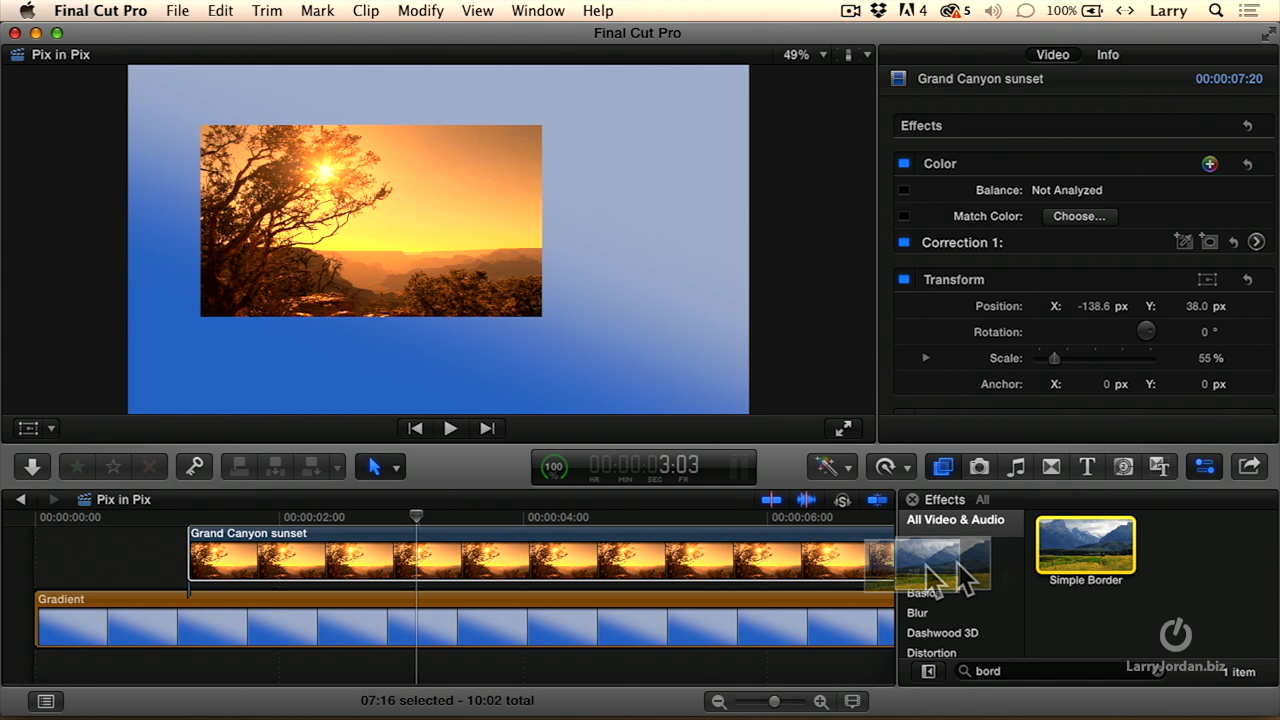 Final Cut Pro File Edit Trim Mark Clip Modify View Window Help 4 5 100% Larry
Final Cut Pro
Pix in Pix 49% Video Info
Grand Canyon sunset 00:00:07:20
Effects
Color
Balance: Not Analyzed
Match Color: Choose...
Correction 1:
Transform
Position: X: -138.6 px Y: 38.0 px
Rotation: 0 °
Scale: 55 %
Anchor: X: 0 px Y: 0 px
100 % 00:00:03:03
HR MIN SEC FR
Pix in Pix Effects All
00:00:00:00 00:00:02:00 00:00:04:00 00:00:06:00
All Video & Audio
Grand Canyon sunset
Simple Border
Basic
Gradient
Blur
Dashwood 3D
Distortion
LarryJordan.biz
bord 1 item
07:16 selected - 10:02 total